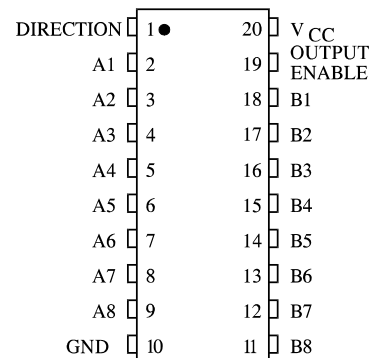 DIRECTION 1 20 VCC
A1 2 19 OUTPUT ENABLE
A2 3 18 B1
A3 4 17 B2
A4 5 16 B3
A5 6 15 B4
A6 7 14 B5
A7 8 13 B6
A8 9 12 B7
GND 10 11 B8